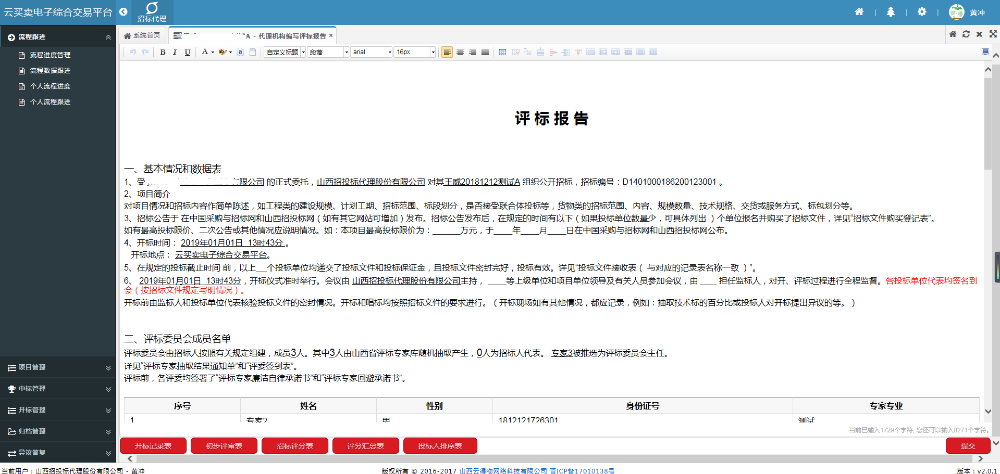 云买卖电子综合交易平台
招标代理
黄冲
流程跟进
流程进度管理
流程数据跟进
个人流程进度
个人流程跟进
项目管理
中标管理
开标管理
归档管理
异议答复
系统首页
A - 代理机构编写评标报告
B I U A
自定义标题 段落 arial 16px
评标报告
一、基本情况和数据表
1、受 有限公司 的正式委托，山西招投标代理股份有限公司 对其王威20181212测试A 组织公开招标，招标编号：D1401000186200123001 。
2、项目简介
对项目情况和招标内容作简单陈述，如工程类的建设规模、计划工期、招标范围、标段划分，是否接受联合体投标等，货物类的招标范围、内容、规模数量、技术规格、交货或服务方式、标包划分等。
3、招标公告于 在中国采购与招标网和山西招投标网（如有其它网站可增加）发布。招标公告发布后，在规定的时间有以下（如果投标单位数量少，可具体列出 ）个单位报名并购买了招标文件，详见“招标文件购买登记表”。
如有最高投标限价、二次公告或其他情况应说明情况。如：本项目最高投标限价为：______万元，于____年____月____日在中国采购与招标网和山西招投标网公布。
4、开标时间： 2019年01月01日 13时43分 。
开标地点： 云买卖电子综合交易平台。
5、在规定的投标截止时间 前，以上__个投标单位均递交了投标文件和投标保证金，且投标文件密封完好，投标有效。详见“投标文件接收表（ 与对应的记录表名称一致 ）”。
6、 2019年01月01日 13时43分，开标仪式准时举行。会议由 山西招投标代理股份有限公司主持， ____等上级单位和项目单位领导及有关人员参加会议，由 ____ 担任监标人，对开、评标过程进行全程监督。各投标单位代表均签名到
会（按招标文件规定写明情况）。
开标前由监标人和投标单位代表核验投标文件的密封情况。开标和唱标均按照招标文件的要求进行。（开标现场如有其他情况，都应记录，例如：抽取技术标的百分比或投标人对开标提出异议的等。 ）
二、评标委员会成员名单
评标委员会由招标人按照有关规定组建，成员3人。其中3人由山西省评标专家库随机抽取产生，0人为招标人代表。 专家3被推选为评标委员会主任。
详见“评标专家抽取结果通知单”和“评委签到表”。
评标前，各评委均签署了“评标专家廉洁自律承诺书”和“评标专家回避承诺书”。
序号 姓名 性别 身份证号 专家专业
1 专家2 男 1812121726301 测试
当前已输入1729个字符, 您还可以输入8271个字符。
开标记录表 初步评审表 招标评分表 评分汇总表 投标人排序表 提交
当前用户：山西招投标代理股份有限公司 - 黄冲
版权所有 © 2016-2017 山西云得物网络科技有限公司 晋ICP备17010138号
版本：v2.0.1